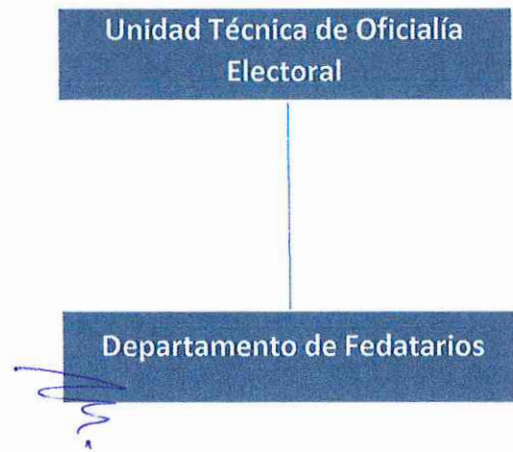 Unidad Técnica de Oficialía
Electoral
Departamento de Fedatarios